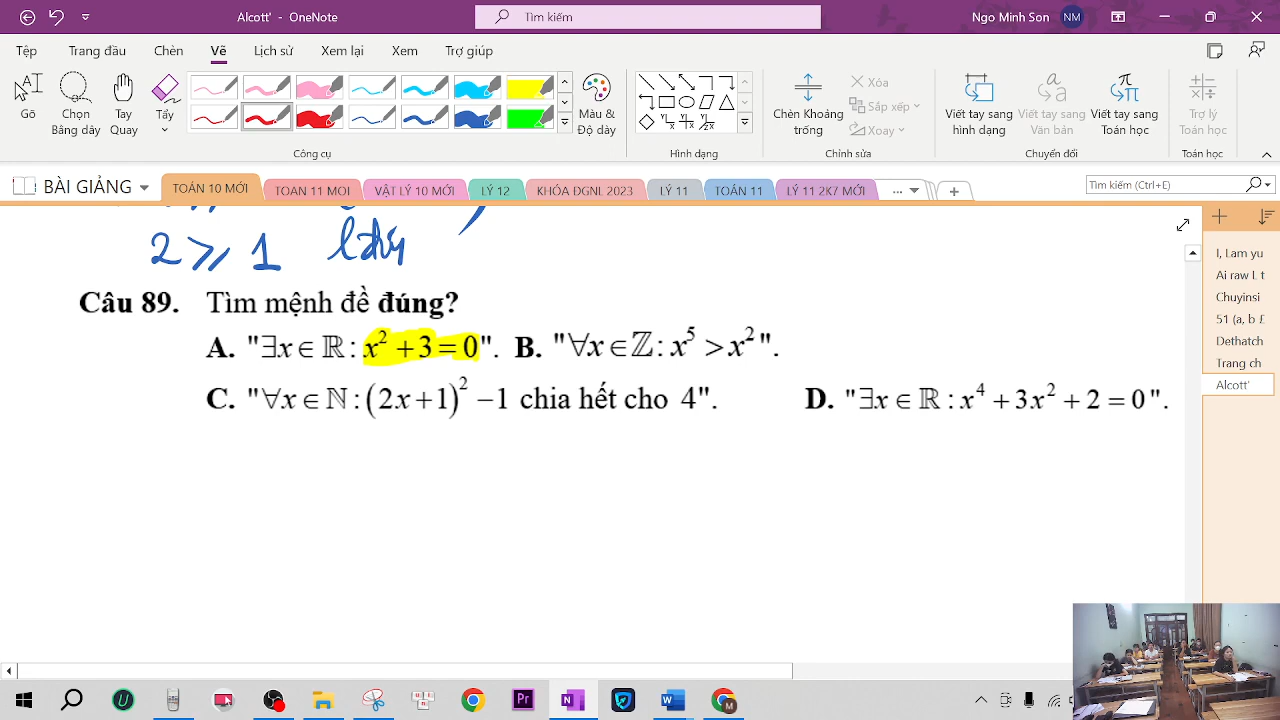 Alcott' - OneNote
Tìm kiếm
Ngo Minh Son
NM
Tệp
Trang đầu
Chèn
Vẽ
Lịch sử
Xem lại
Xem
Trợ giúp
Gõ
Chọn Bằng dây
Tay Quay
Tẩy
Màu & Độ dày
Chèn Khoảng trống
Xóa
Sắp xếp
Xoay
Viết tay sang hình dạng
Viết tay sang Văn bản
Viết tay sang Toán học
Trợ lý Toán học
Công cụ
Hình dạng
Chỉnh sửa
Chuyển đổi
Toán học
BÀI GIẢNG
TOÁN 10 MỚI
TOAN 11 MOI
VẬT LÝ 10 MỚI
LÝ 12
KHÓA DGNL 2023
LÝ 11
TOÁN 11
LÝ 11 2K7 MỚI
Tìm kiếm (Ctrl+E)
I, Lam yu
Ai raw I. t
Chuyinsi
51 (a, b £
Dethatch
Trang ch
Alcott'
2 ⩾ 1
Câu 89. Tìm mệnh đề đúng?
A. "∃x ∈ ℝ : x² + 3 = 0". B. "∀x ∈ ℤ : x⁵ > x²".
C. "∀x ∈ ℕ : (2x + 1)² − 1 chia hết cho 4". D. "∃x ∈ ℝ : x⁴ + 3x² + 2 = 0".